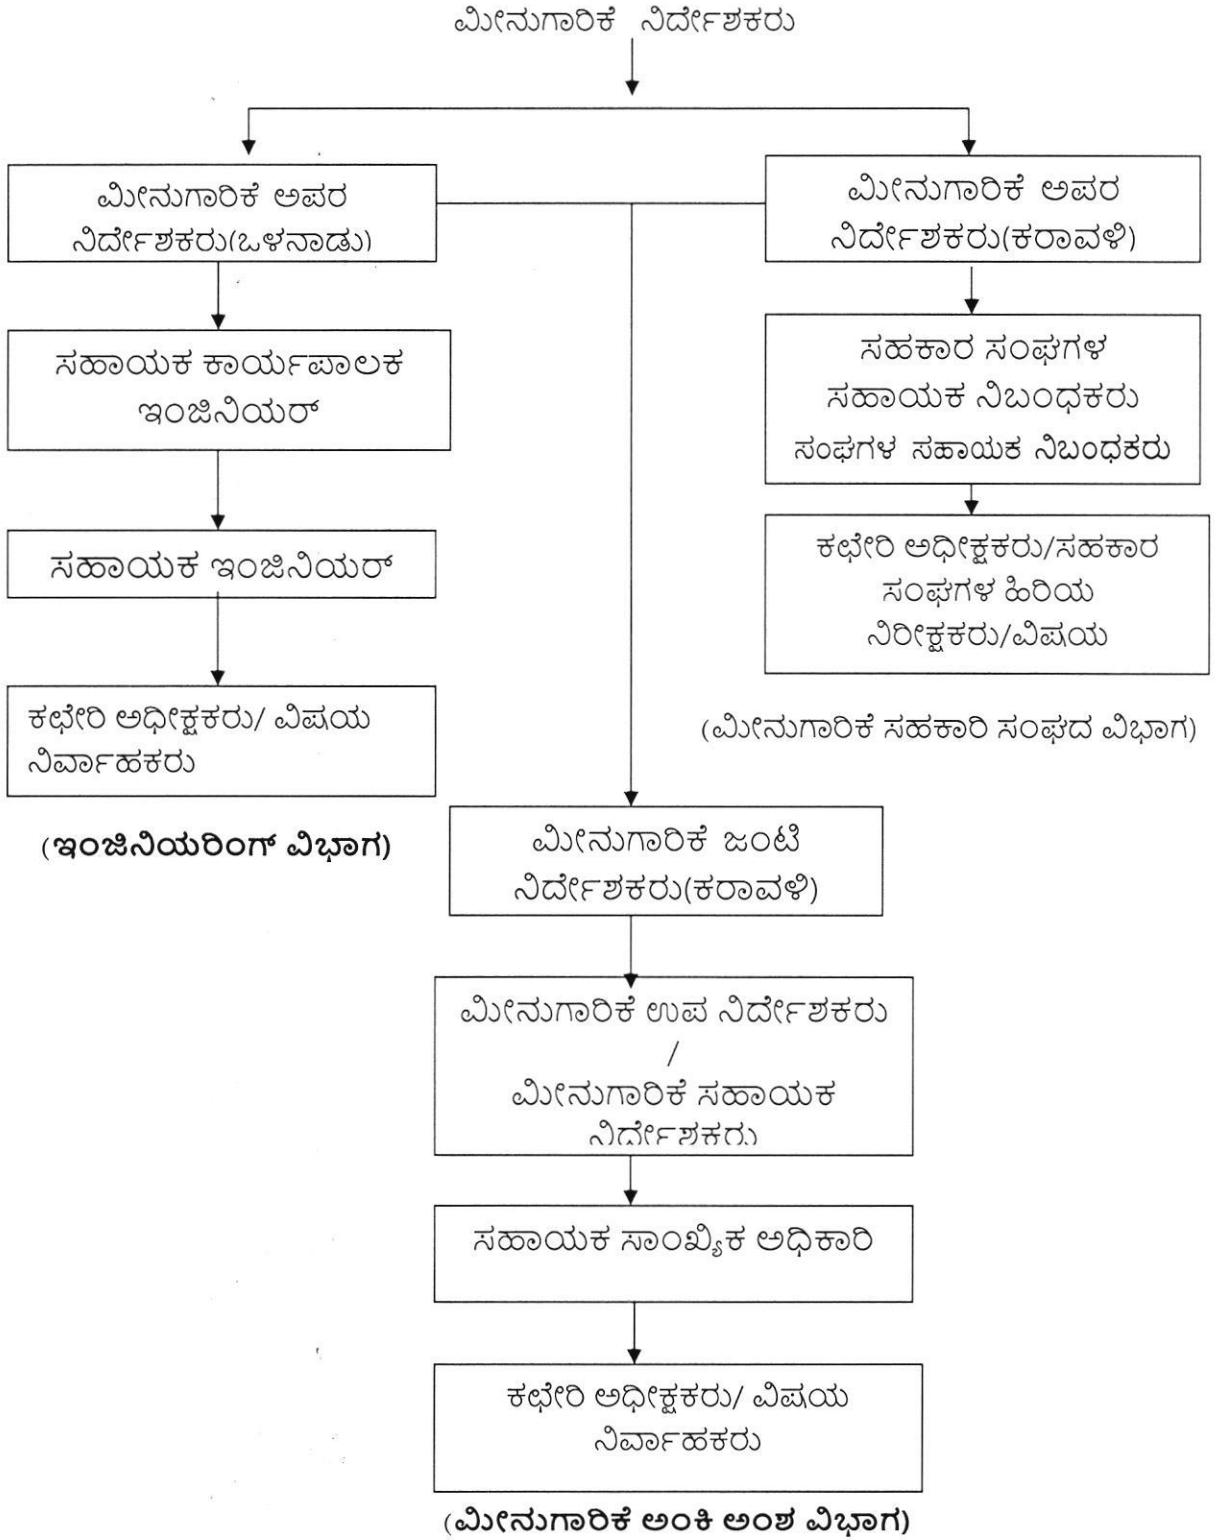 ಮೀನುಗಾರಿಕೆ ನಿರ್ದೇಶಕರು
ಮೀನುಗಾರಿಕೆ ಅಪರ
ನಿರ್ದೇಶಕರು(ಒಳನಾಡು)
ಮೀನುಗಾರಿಕೆ ಅಪರ
ನಿರ್ದೇಶಕರು(ಕರಾವಳಿ)
ಸಹಾಯಕ ಕಾರ್ಯಪಾಲಕ
ಇಂಜಿನಿಯರ್
ಸಹಕಾರ ಸಂಘಗಳ
ಸಹಾಯಕ ನಿಬಂಧಕರು
ಸಂಘಗಳ ಸಹಾಯಕ ನಿಬಂಧಕರು
ಸಹಾಯಕ ಇಂಜಿನಿಯರ್
ಕಛೇರಿ ಅಧೀಕ್ಷಕರು/ಸಹಕಾರ
ಸಂಘಗಳ ಹಿರಿಯ
ನಿರೀಕ್ಷಕರು/ವಿಷಯ
ಕಛೇರಿ ಅಧೀಕ್ಷಕರು/ ವಿಷಯ
ನಿರ್ವಾಹಕರು
(ಮೀನುಗಾರಿಕೆ ಸಹಕಾರಿ ಸಂಘದ ವಿಭಾಗ)
(ಇಂಜಿನಿಯರಿಂಗ್ ವಿಭಾಗ)
ಮೀನುಗಾರಿಕೆ ಜಂಟಿ
ನಿರ್ದೇಶಕರು(ಕರಾವಳಿ)
ಮೀನುಗಾರಿಕೆ ಉಪ ನಿರ್ದೇಶಕರು
/
ಮೀನುಗಾರಿಕೆ ಸಹಾಯಕ
ನಿರ್ದೇಶಕರು
ಸಹಾಯಕ ಸಾಂಖ್ಯಿಕ ಅಧಿಕಾರಿ
ಕಛೇರಿ ಅಧೀಕ್ಷಕರು/ ವಿಷಯ
ನಿರ್ವಾಹಕರು
(ಮೀನುಗಾರಿಕೆ ಅಂಕಿ ಅಂಶ ವಿಭಾಗ)